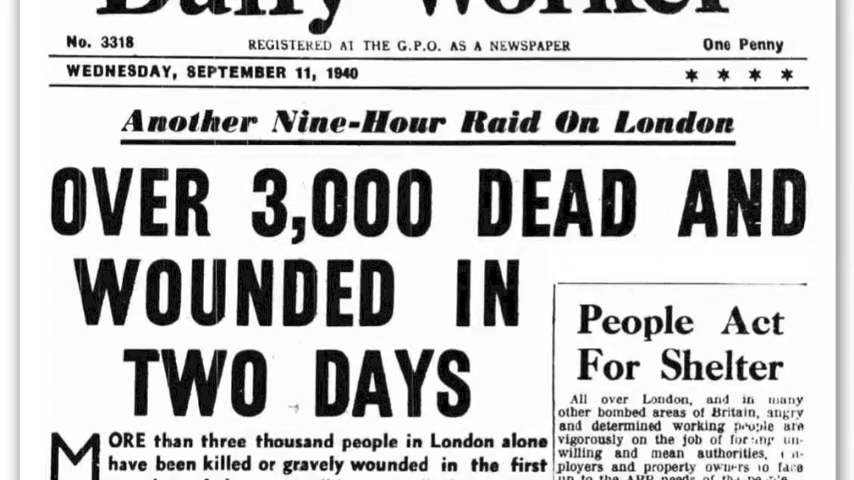 Daily Worker
No. 3318 REGISTERED AT THE G.P.O. AS A NEWSPAPER One Penny
WEDNESDAY, SEPTEMBER 11, 1940 * * * *
Another Nine-Hour Raid On London
OVER 3,000 DEAD AND
WOUNDED IN
TWO DAYS
MORE than three thousand people in London alone
have been killed or gravely wounded in the first
People Act
For Shelter
All over London, and in many
other bombed areas of Britain, angry
and determined working people are
vigorously on the job of forcing un-
willing and mean authorities, em-
ployers and property owners to face
up to the ARP needs of the people.